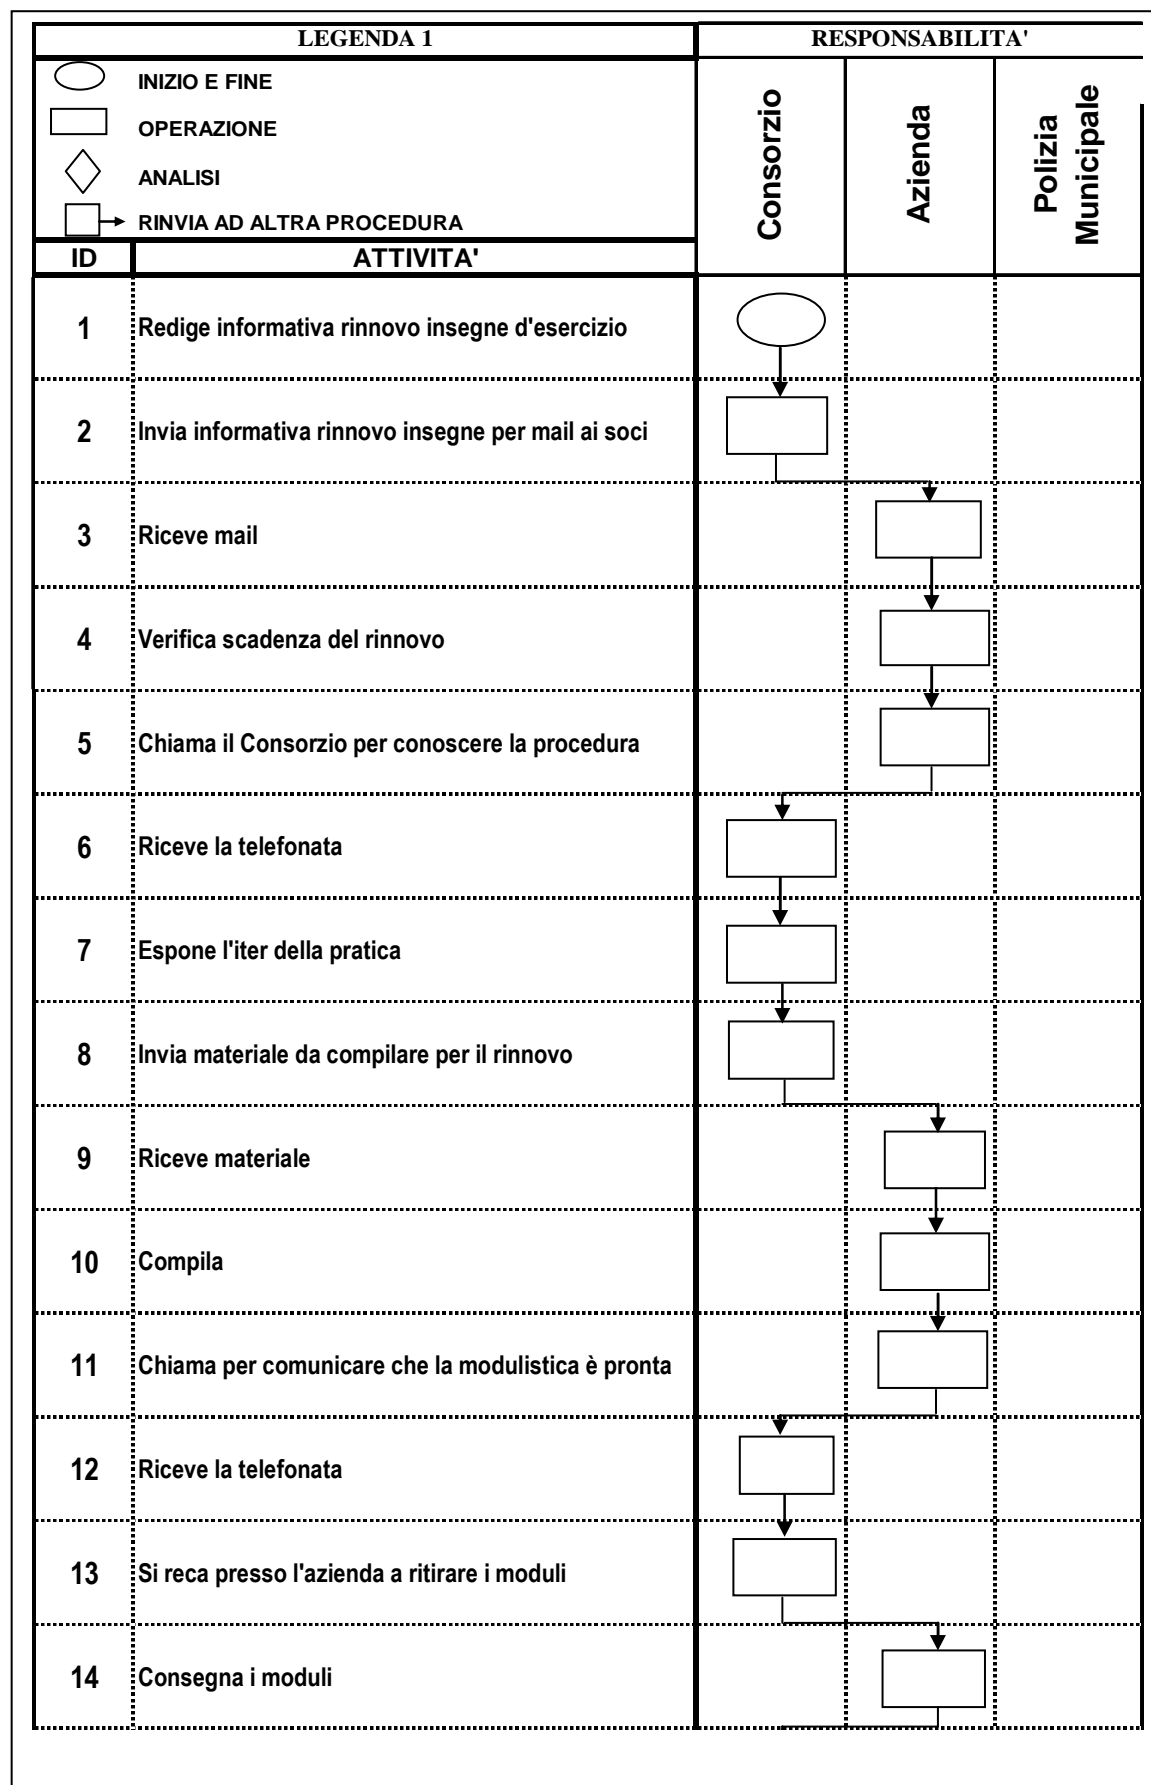 LEGENDA 1
RESPONSABILITA'
INIZIO E FINE
OPERAZIONE
ANALISI
RINVIA AD ALTRA PROCEDURA
Consorzio
Azienda
Polizia
Municipale
ID
ATTIVITA'
1
Redige informativa rinnovo insegne d'esercizio
2
Invia informativa rinnovo insegne per mail ai soci
3
Riceve mail
4
Verifica scadenza del rinnovo
5
Chiama il Consorzio per conoscere la procedura
6
Riceve la telefonata
7
Espone l'iter della pratica
8
Invia materiale da compilare per il rinnovo
9
Riceve materiale
10
Compila
11
Chiama per comunicare che la modulistica è pronta
12
Riceve la telefonata
13
Si reca presso l'azienda a ritirare i moduli
14
Consegna i moduli